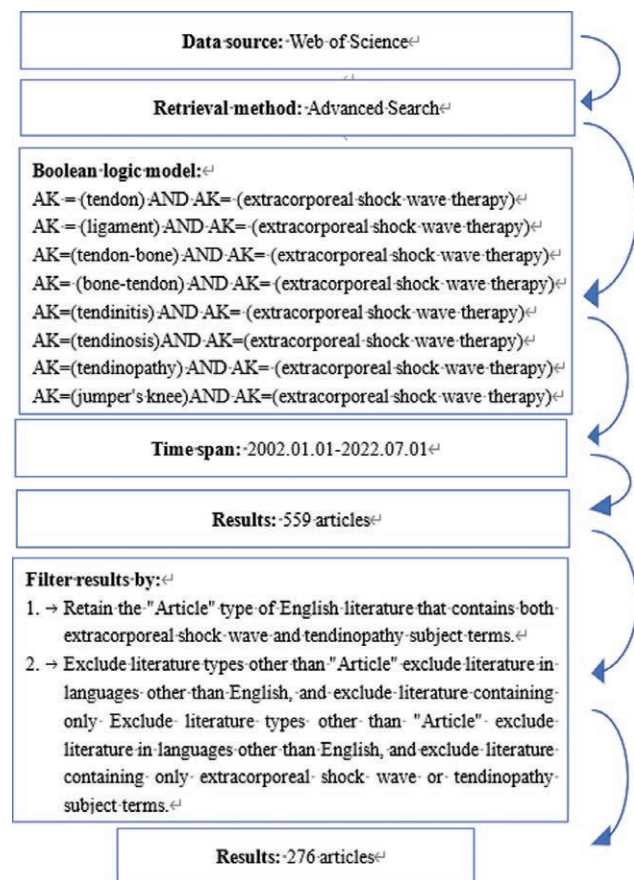 Data source: Web of Science
Retrieval method: Advanced Search
Boolean logic model:
AK = (tendon) AND AK= (extracorporeal shock wave therapy)
AK = (ligament) AND AK= (extracorporeal shock wave therapy)
AK=(tendon-bone) AND AK= (extracorporeal shock wave therapy)
AK= (bone-tendon) AND AK= (extracorporeal shock wave therapy)
AK=(tendinitis) AND AK= (extracorporeal shock wave therapy)
AK=(tendinosis)AND AK= (extracorporeal shock wave therapy)
AK=(tendinopathy) AND AK= (extracorporeal shock wave therapy)
AK=(jumper's knee)AND AK=(extracorporeal shock wave therapy)
Time span: 2002.01.01-2022.07.01
Results: 559 articles
Filter results by:
1. → Retain the "Article" type of English literature that contains both
extracorporeal shock wave and tendinopathy subject terms.
2. → Exclude literature types other than "Article" exclude literature in
languages other than English, and exclude literature containing
only Exclude literature types other than "Article" exclude
literature in languages other than English, and exclude literature
containing only extracorporeal shock wave or tendinopathy
subject terms.
Results: 276 articles